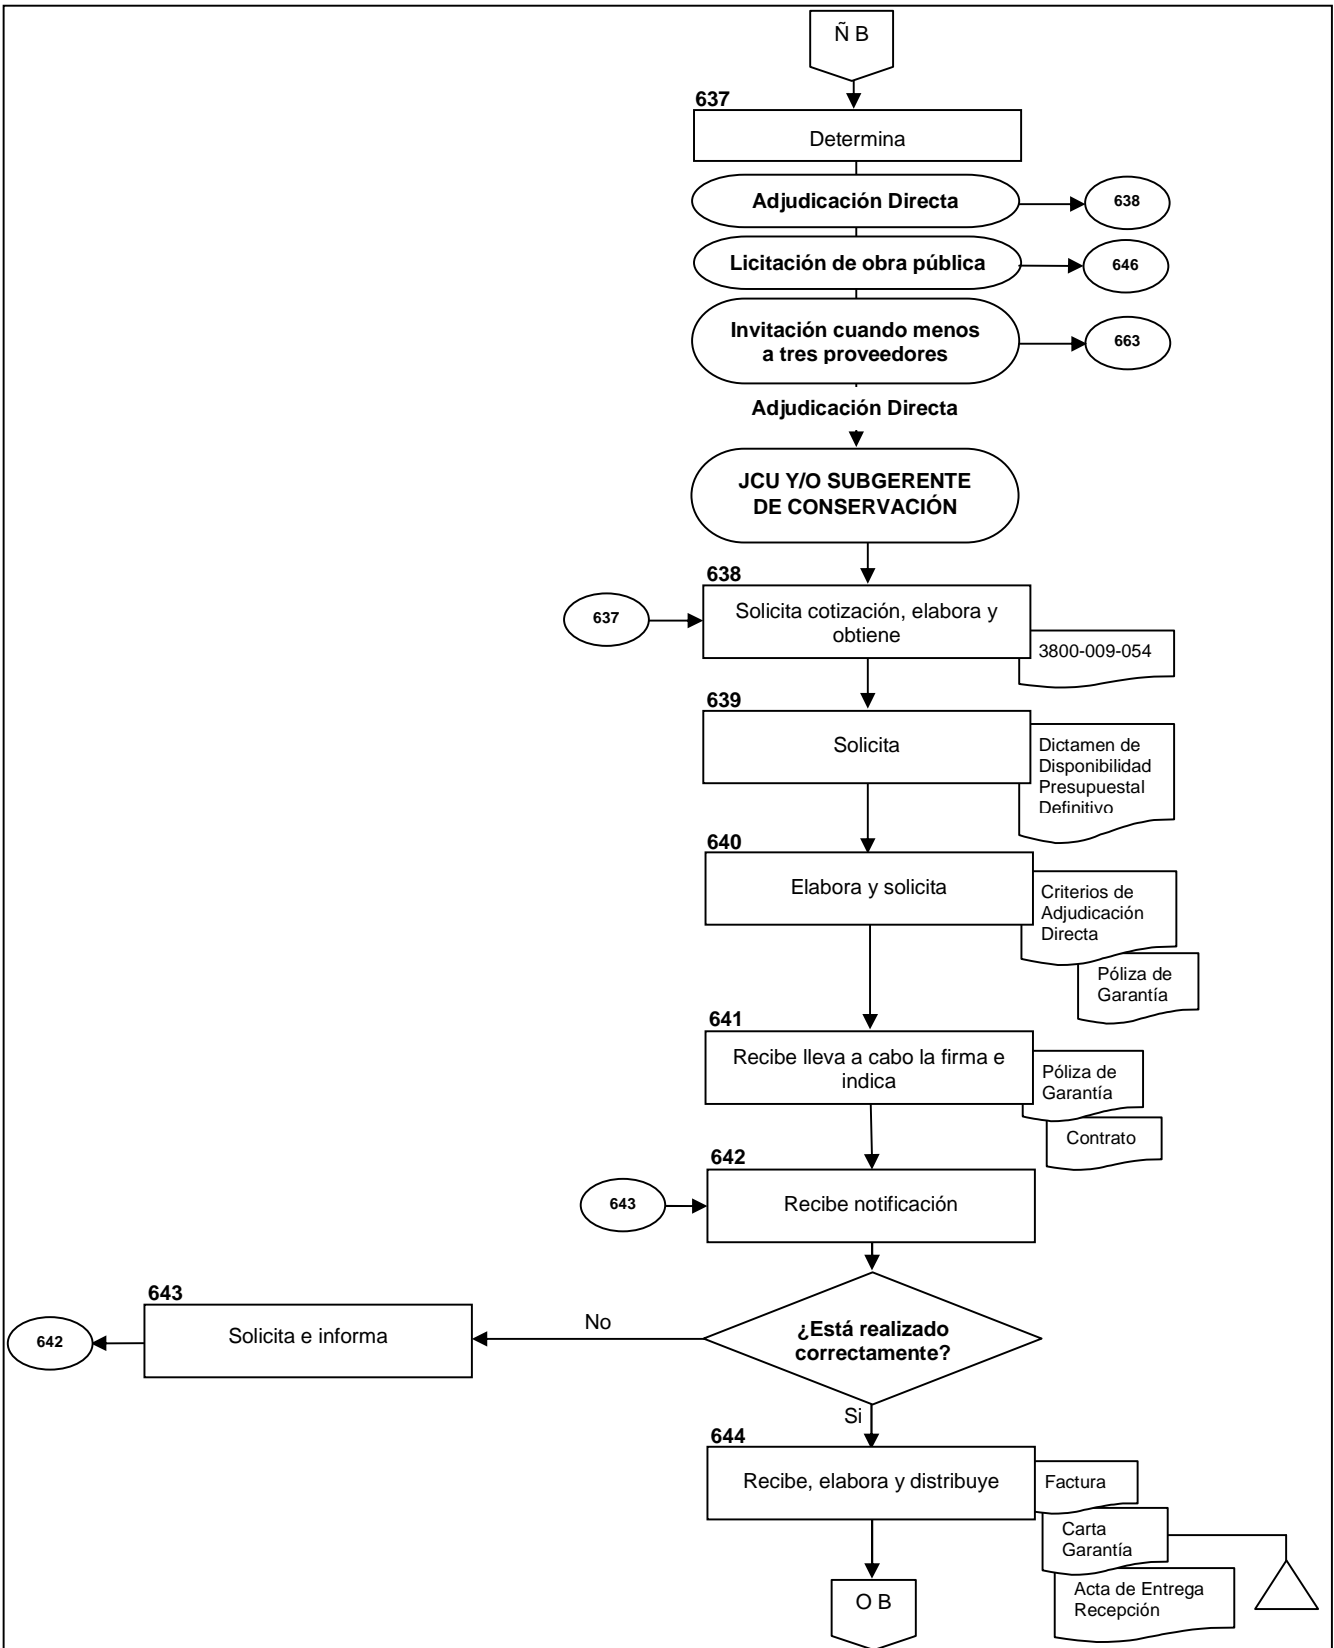 Ñ B
637
Determina
Adjudicación Directa
638
Licitación de obra pública
646
Invitación cuando menos
a tres proveedores
663
Adjudicación Directa
JCU Y/O SUBGERENTE
DE CONSERVACIÓN
638
637
Solicita cotización, elabora y
obtiene
3800-009-054
639
Solicita
Dictamen de
Disponibilidad
Presupuestal
Definitivo
640
Elabora y solicita
Criterios de
Adjudicación
Directa
Póliza de
Garantía
641
Recibe lleva a cabo la firma e
indica
Póliza de
Garantía
Contrato
642
643
Recibe notificación
643
642
Solicita e informa
No
¿Está realizado
correctamente?
Si
644
Recibe, elabora y distribuye
Factura
Carta
Garantía
Acta de Entrega
Recepción
O B